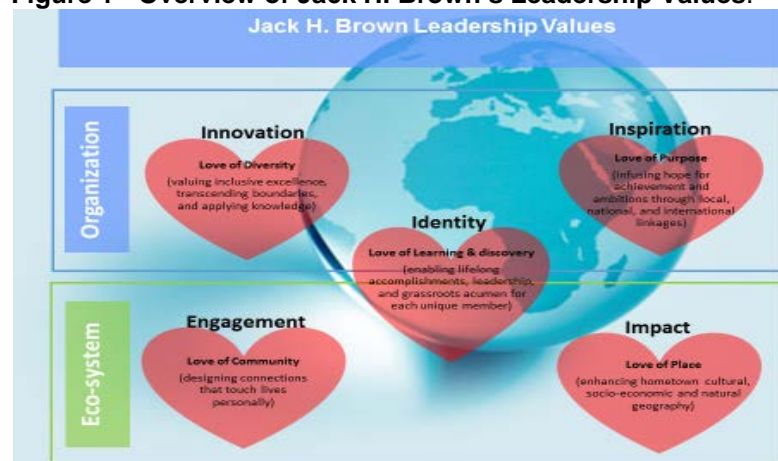 Figure 1 - Overview of Jack H. Brown's Leadership Values.
Jack H. Brown Leadership Values
Organization
Innovation
Love of Diversity
(valuing inclusive excellence,
transcending boundaries,
and applying knowledge)
Inspiration
Love of Purpose
(infusing hope for
achievement and
ambitions through local,
national, and international
linkages)
Identity
Love of Learning & discovery
(enabling lifelong
accomplishments, leadership,
and grassroots acumen for
each unique member)
Eco-system
Engagement
Love of Community
(designing connections
that touch lives
personally)
Impact
Love of Place
(enhancing hometown cultural,
socio-economic and natural
geography)